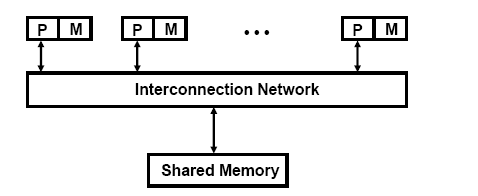 P M P M ... P M
Interconnection Network
Shared Memory